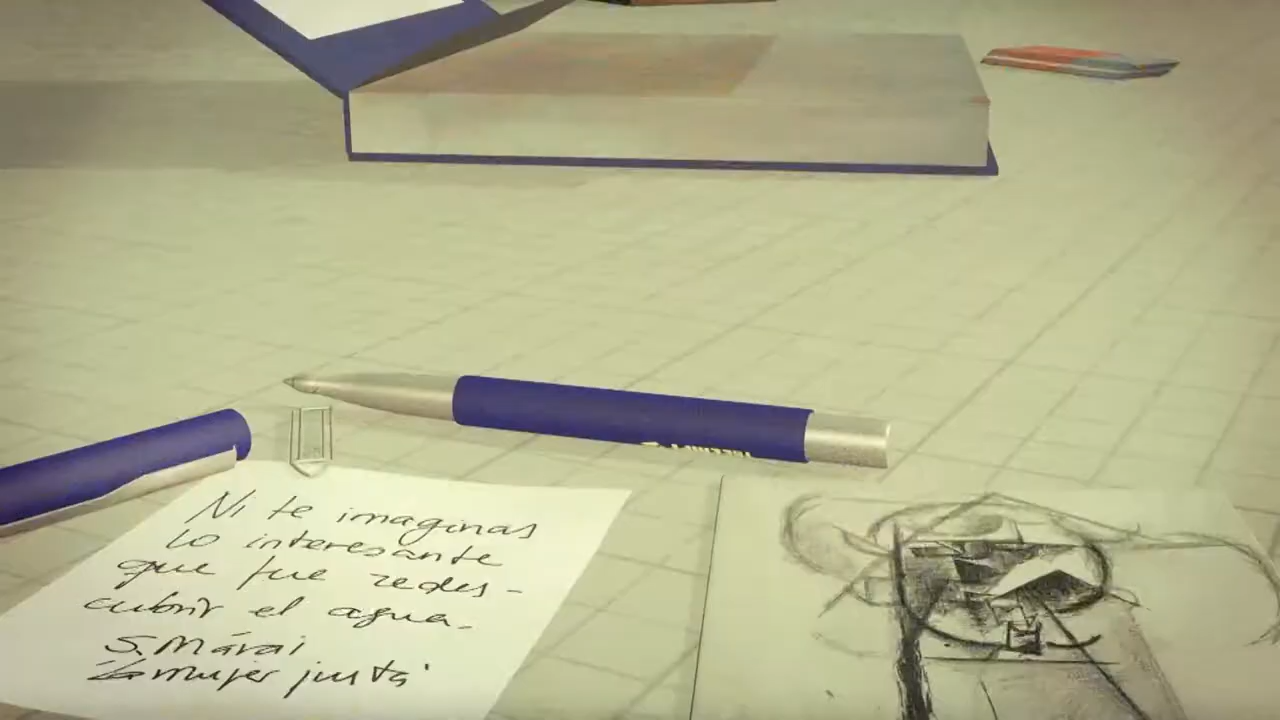 Ni te imaginas
lo interesante
que fue redes-
cubrir el agua.
S. Márai
"La mujer justa"